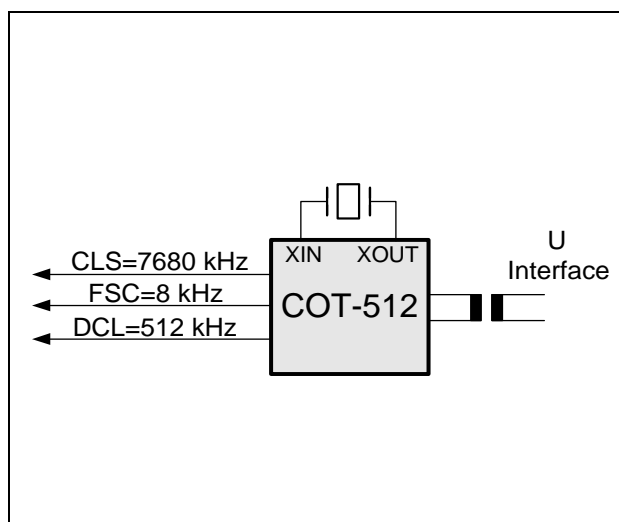 XIN XOUT
U
Interface
CLS=7680 kHz
FSC=8 kHz
COT-512
DCL=512 kHz